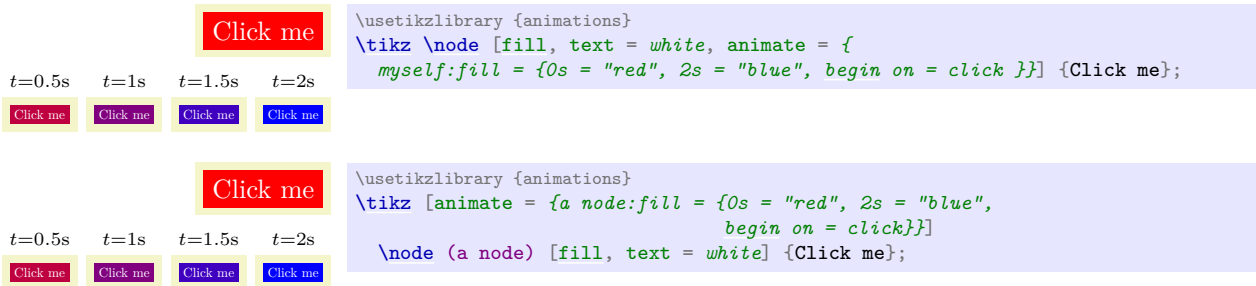 Click me
t=0.5s t=1s t=1.5s t=2s
Click me Click me Click me Click me
\usetikzlibrary {animations}
\tikz \node [fill, text = white, animate = {
myself:fill = {0s = "red", 2s = "blue", begin on = click }}] {Click me};
Click me
t=0.5s t=1s t=1.5s t=2s
Click me Click me Click me Click me
\usetikzlibrary {animations}
\tikz [animate = {a node:fill = {0s = "red", 2s = "blue",
begin on = click}}]
\node (a node) [fill, text = white] {Click me};